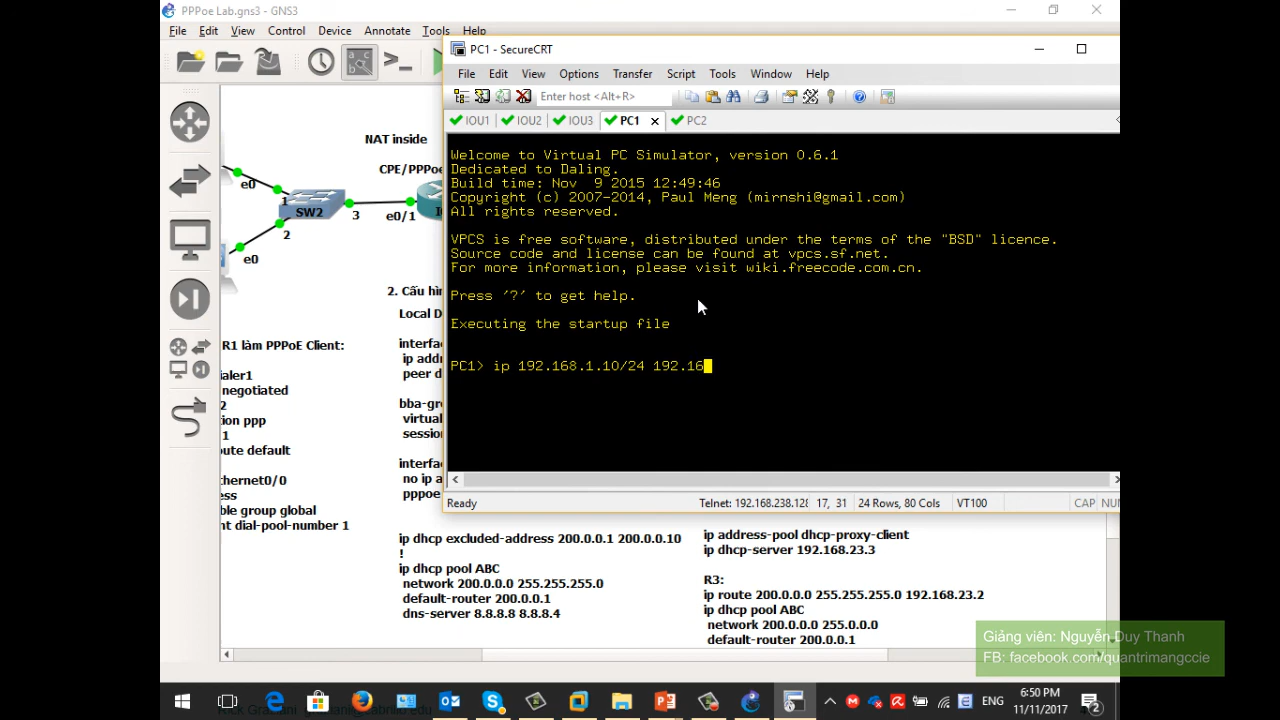 PPPoe Lab.gns3 - GNS3
File Edit View Control Device Annotate Tools Help
NAT inside
CPE/PPPoe
e0
1
SW2
3
e0/1
2
e0
2. Cấu hì
Local D
R1 làm PPPoE Client:
interfa
ip addr
peer d
ialer1
negotiated
2
tion ppp
1
oute default
bba-gr
virtual
sessio
interfa
no ip a
pppoe
thernet0/0
ess
ble group global
nt dial-pool-number 1
ip dhcp excluded-address 200.0.0.1 200.0.0.10
!
ip dhcp pool ABC
network 200.0.0.0 255.255.255.0
default-router 200.0.0.1
dns-server 8.8.8.8 8.8.8.4
ip address-pool dhcp-proxy-client
ip dhcp-server 192.168.23.3
R3:
ip route 200.0.0.0 255.255.255.0 192.168.23.2
ip dhcp pool ABC
network 200.0.0.0 255.0.0.0
default-router 200.0.0.1
PC1 - SecureCRT
File Edit View Options Transfer Script Tools Window Help
Enter host <Alt+R>
IOU1 IOU2 IOU3 PC1 PC2
Welcome to Virtual PC Simulator, version 0.6.1
Dedicated to Daling.
Build time: Nov 9 2015 12:49:46
Copyright (c) 2007-2014, Paul Meng (mirnshi@gmail.com)
All rights reserved.
VPCS is free software, distributed under the terms of the "BSD" licence.
Source code and license can be found at vpcs.sf.net.
For more information, please visit wiki.freecode.com.cn.
Press '?' to get help.
Executing the startup file
PC1> ip 192.168.1.10/24 192.16
Ready Telnet: 192.168.238.128 17, 31 24 Rows, 80 Cols VT100 CAP NUM
Giảng viên: Nguyễn Duy Thanh
FB: facebook.com/quantrimangccie
ENG
6:50 PM
11/11/2017
2